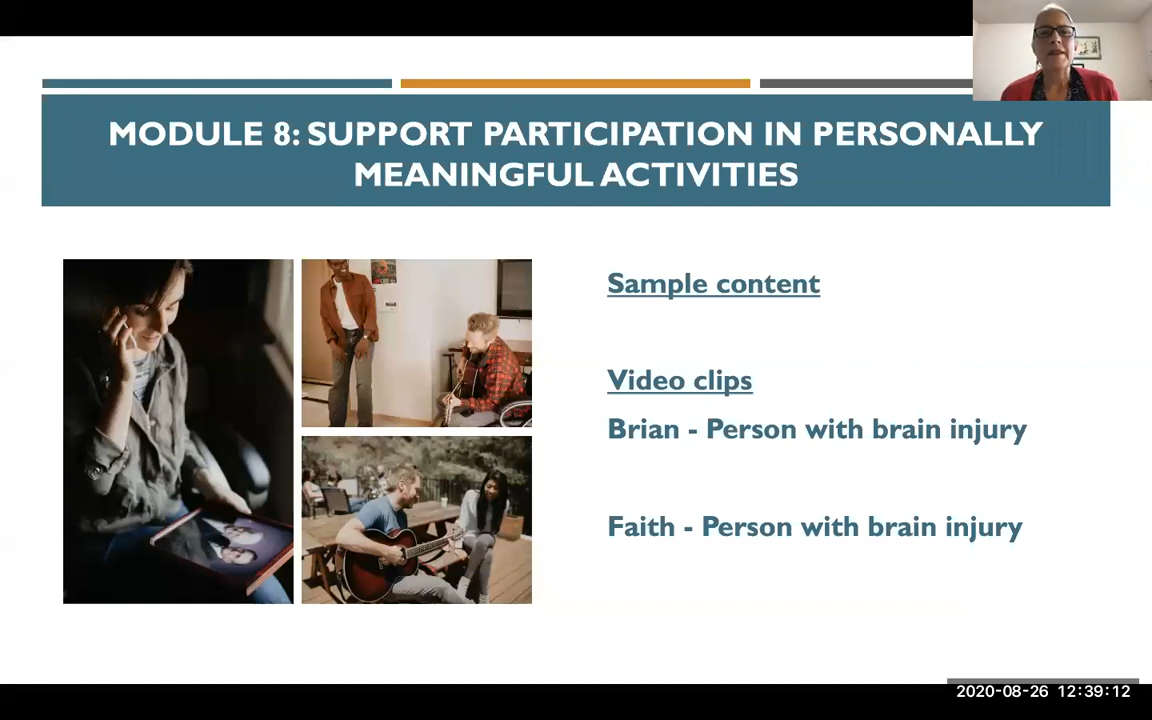 MODULE 8: SUPPORT PARTICIPATION IN PERSONALLY
MEANINGFUL ACTIVITIES
Sample content
Video clips
Brian - Person with brain injury
Faith - Person with brain injury
2020-08-26 12:39:12